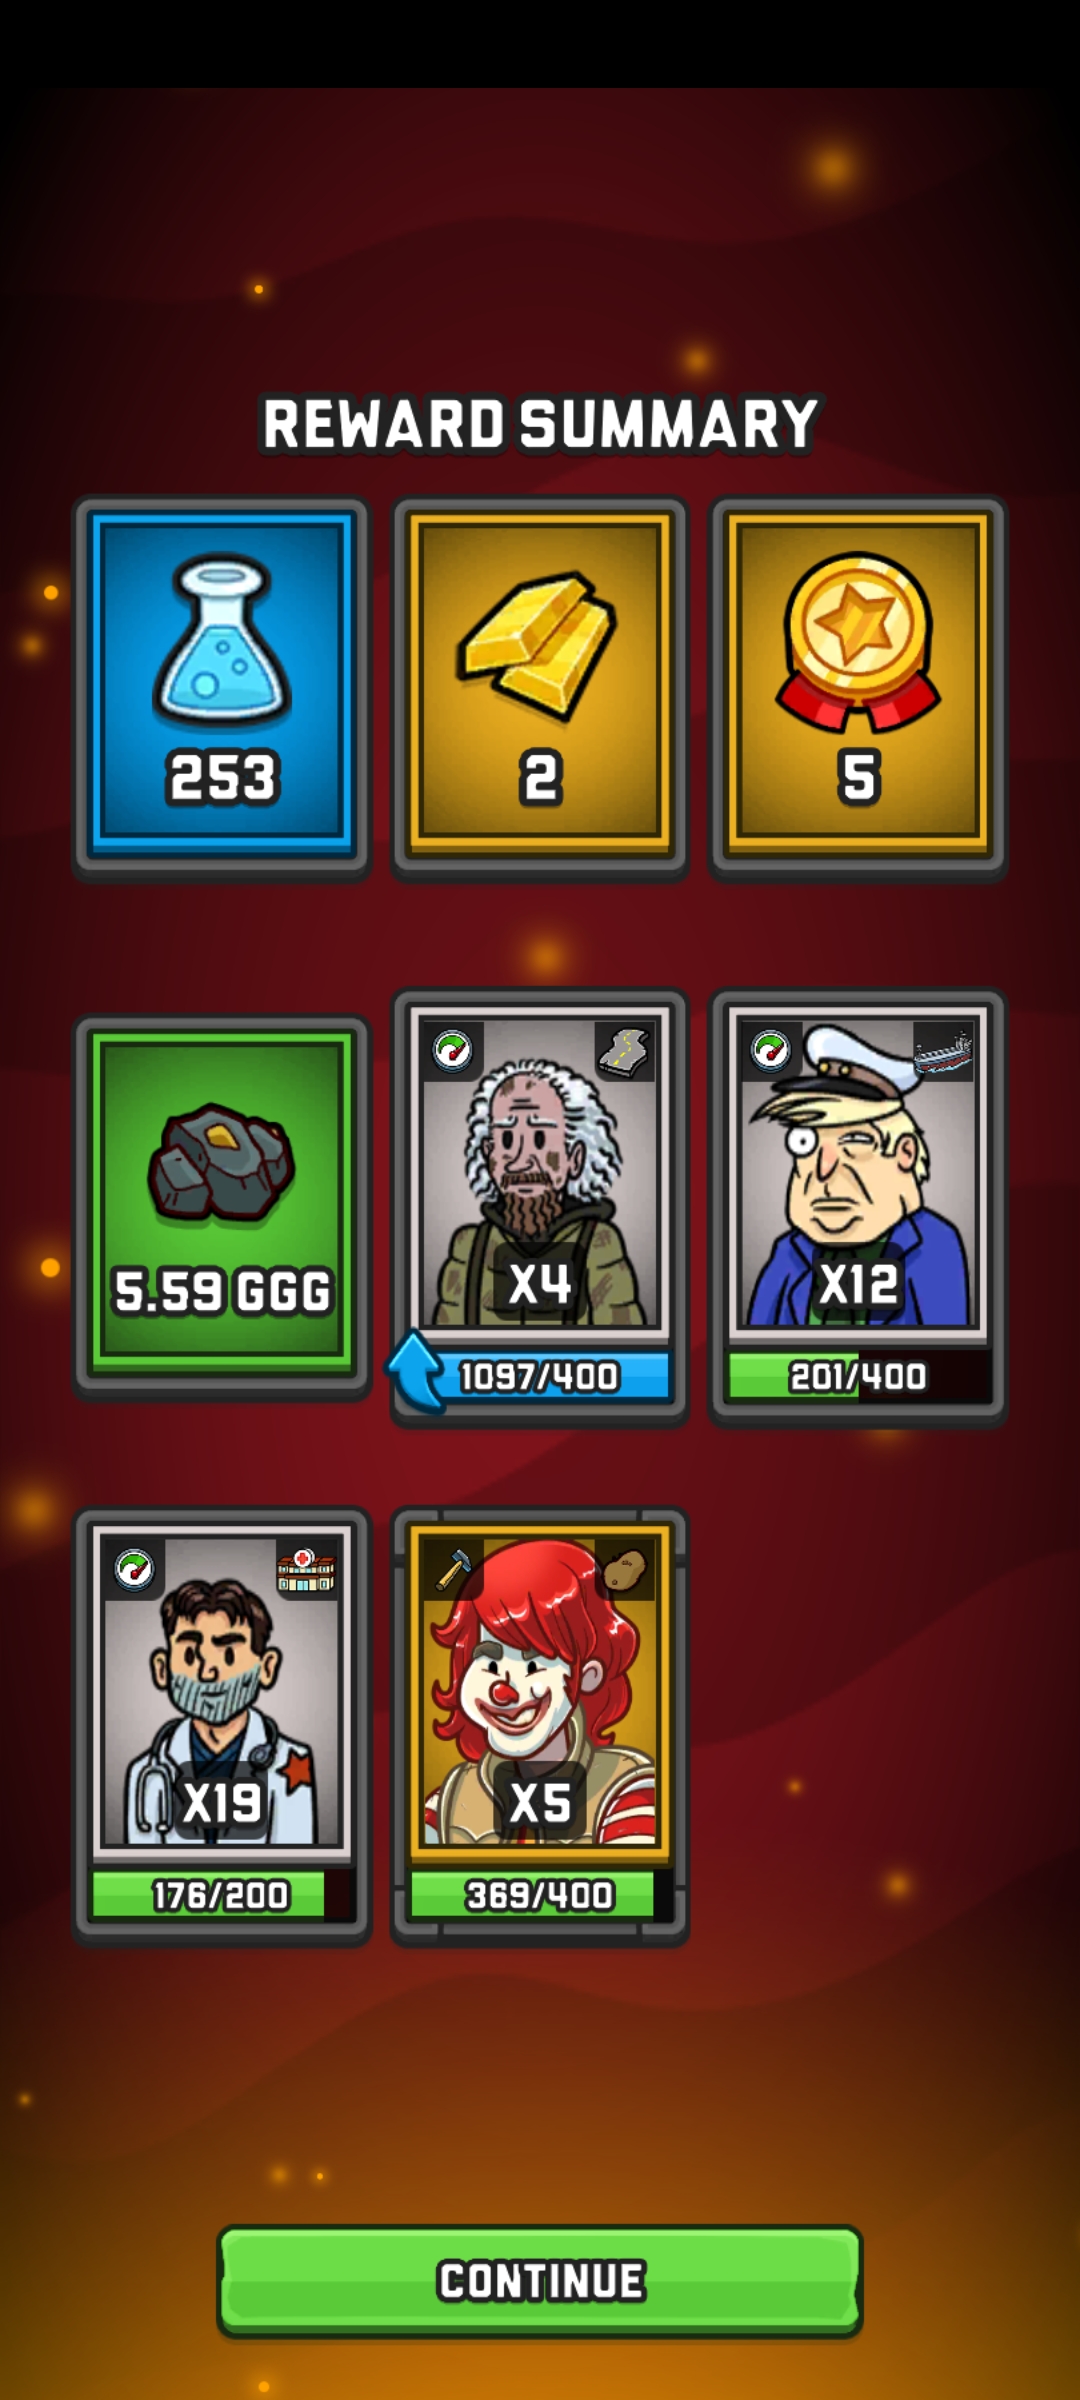 REWARD SUMMARY
253
2
5
5.59 GGG
X4
1097/400
X12
201/400
X19
176/200
X5
369/400
CONTINUE